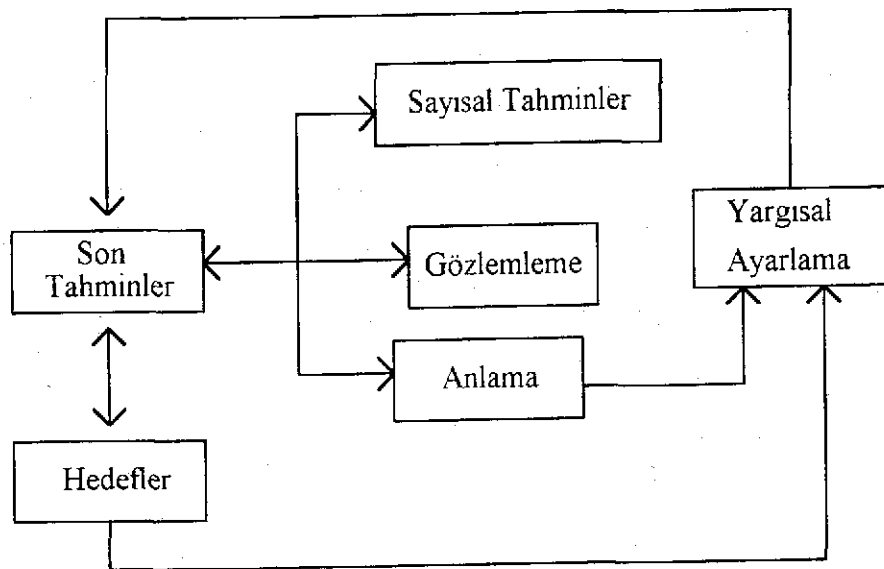 Sayısal Tahminler
Yargısal
Ayarlama
Son
Tahminler
Gözlemleme
Anlama
Hedefler